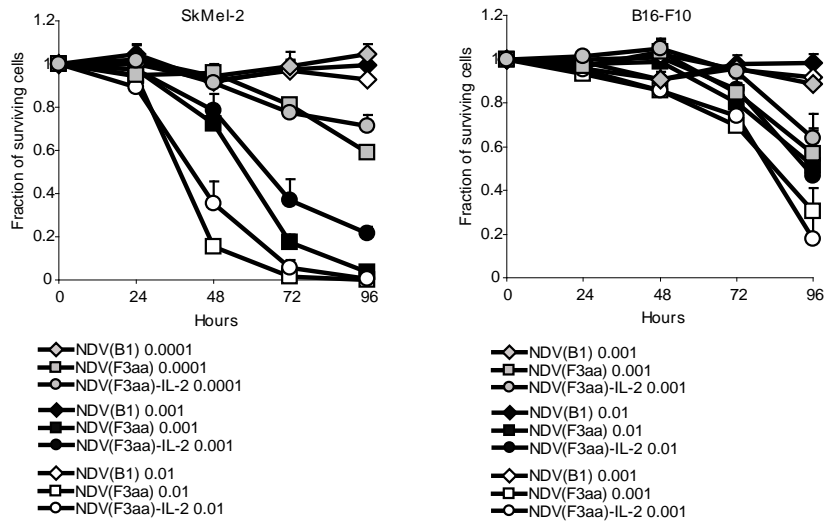 SkMel-2
1.2
1
0.8
0.6
0.4
0.2
0
0 24 48 72 96
Fraction of surviving cells
Hours
NDV(B1) 0.0001
NDV(F3aa) 0.0001
NDV(F3aa)-IL-2 0.0001
NDV(B1) 0.001
NDV(F3aa) 0.001
NDV(F3aa)-IL-2 0.001
NDV(B1) 0.01
NDV(F3aa) 0.01
NDV(F3aa)-IL-2 0.01
B16-F10
1.2
1
0.8
0.6
0.4
0.2
0
0 24 48 72 96
Fraction of surviving cells
Hours
NDV(B1) 0.001
NDV(F3aa) 0.001
NDV(F3aa)-IL-2 0.001
NDV(B1) 0.01
NDV(F3aa) 0.01
NDV(F3aa)-IL-2 0.01
NDV(B1) 0.001
NDV(F3aa) 0.001
NDV(F3aa)-IL-2 0.001